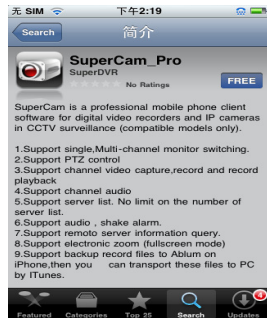 无 SIM 下午2:19
Search 简介
SuperCam_Pro
SuperDVR
No Ratings FREE
SuperCam is a professional mobile phone client
software for digital video recorders and IP cameras
in CCTV surveillance (compatible models only).
1.Support single,Multi-channel monitor switching.
2.Support PTZ control
3.Support channel video capture,record and record
playback
4.Support channel audio
5.Support server list. No limit on the number of
server list.
6.Support audio , shake alarm.
7.Support remoto server information query.
8.Support electronic zoom (fullscreen mode)
9.Support backup record files to Ablum on
iPhone,then you can transport these files to PC
by ITunes.
4
Featured Categories Top 25 Search Updates